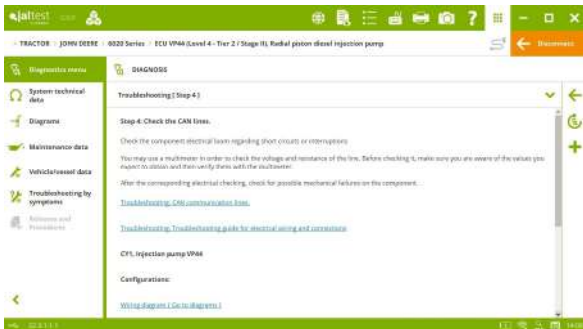 jaltest
?
TRACTOR
JOHN DEERE
6020 Series
ECU VP44 (Level 4 - Tier 2 / Stage II), Radial piston diesel injection pump
Disconnect
Diagnostics menu
DIAGNOSIS
System technical data
Diagrams
Maintenance data
Vehicle/vessel data
Troubleshooting by symptoms
Troubleshooting [ Step 4 ]
Step 4: Check the CAN lines.
Check the component electrical loom regarding short circuits or interruptions
You may use a multimeter in order to check the voltage and resistance of the line. Before checking it, make sure you are aware of the values you
expect to obtain and then verify them with the multimeter.
After the corresponding electrical checking, check for possible mechanical failures on the component.
Troubleshooting, CAN communication lines.
Troubleshooting, Troubleshooting guide for electrical wiring and connections
CY1, Injection pump VP44
Configurations:
Wiring diagram ( Go to diagrams )